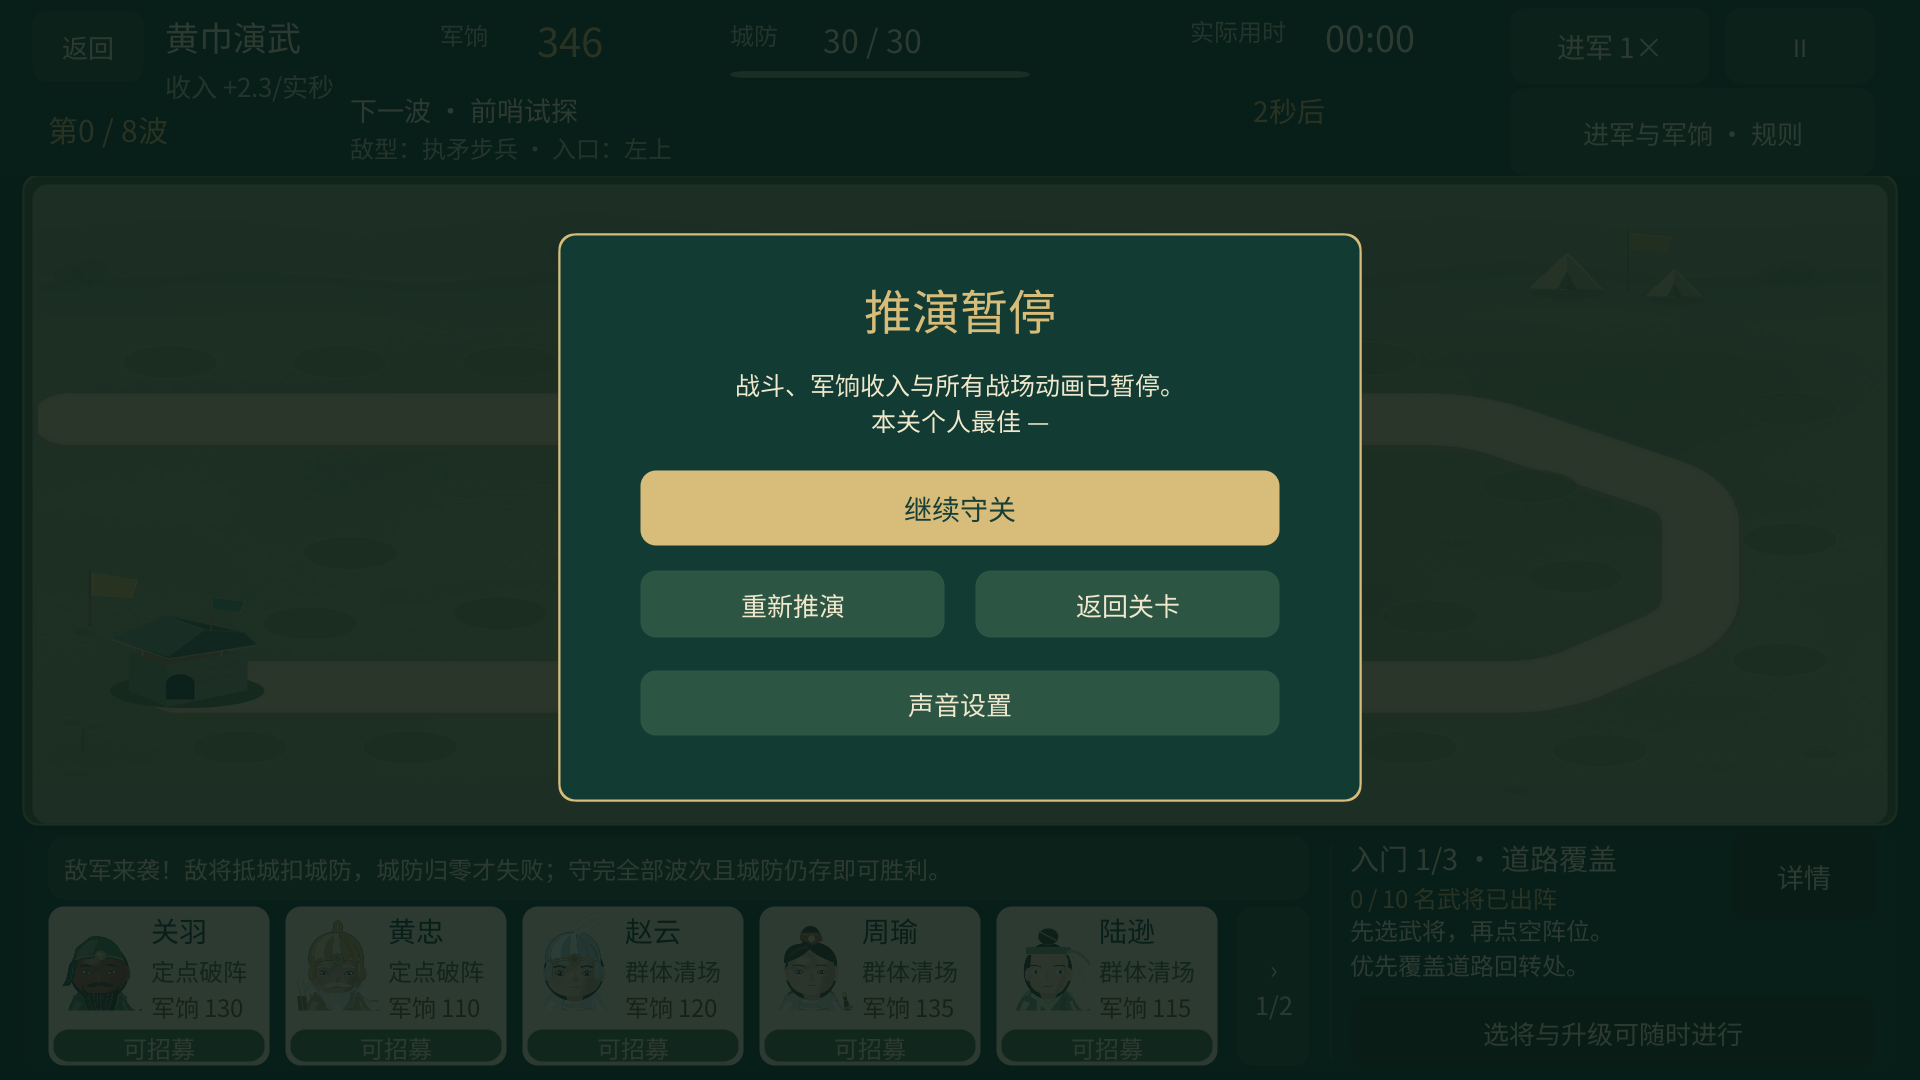 返回
黄巾演武
收入 +2.3/实秒
军饷
346
城防
30 / 30
实际用时
00:00
进军 1×
II
第0 / 8波
下一波 · 前哨试探
敌型：执矛步兵 · 入口：左上
2秒后
进军与军饷 · 规则
推演暂停
战斗、军饷收入与所有战场动画已暂停。
本关个人最佳 —
继续守关
重新推演
返回关卡
声音设置
敌军来袭！敌将抵城扣城防，城防归零才失败；守完全部波次且城防仍存即可胜利。
关羽
定点破阵
军饷 130
可招募
黄忠
定点破阵
军饷 110
可招募
赵云
群体清场
军饷 120
可招募
周瑜
群体清场
军饷 135
可招募
陆逊
群体清场
军饷 115
可招募
›
1/2
入门 1/3 · 道路覆盖
0 / 10 名武将已出阵
先选武将，再点空阵位。
优先覆盖道路回转处。
详情
选将与升级可随时进行